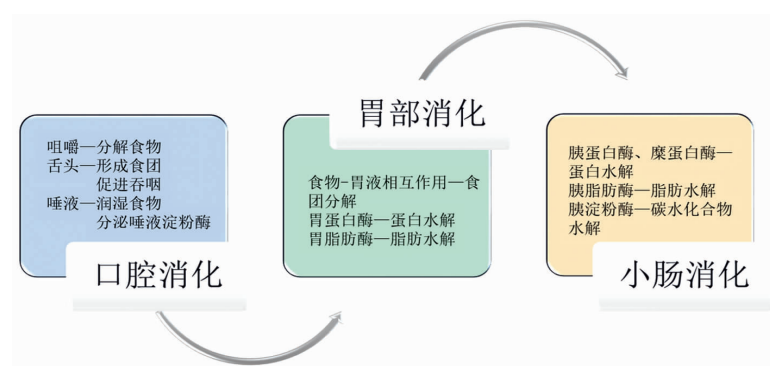 咀嚼—分解食物
舌头—形成食团
促进吞咽
唾液—润湿食物
分泌唾液淀粉酶
口腔消化
胃部消化
食物-胃液相互作用—食
团分解
胃蛋白酶—蛋白水解
胃脂肪酶—脂肪水解
胰蛋白酶、糜蛋白酶—
蛋白水解
胰脂肪酶—脂肪水解
胰淀粉酶—碳水化合物
水解
小肠消化